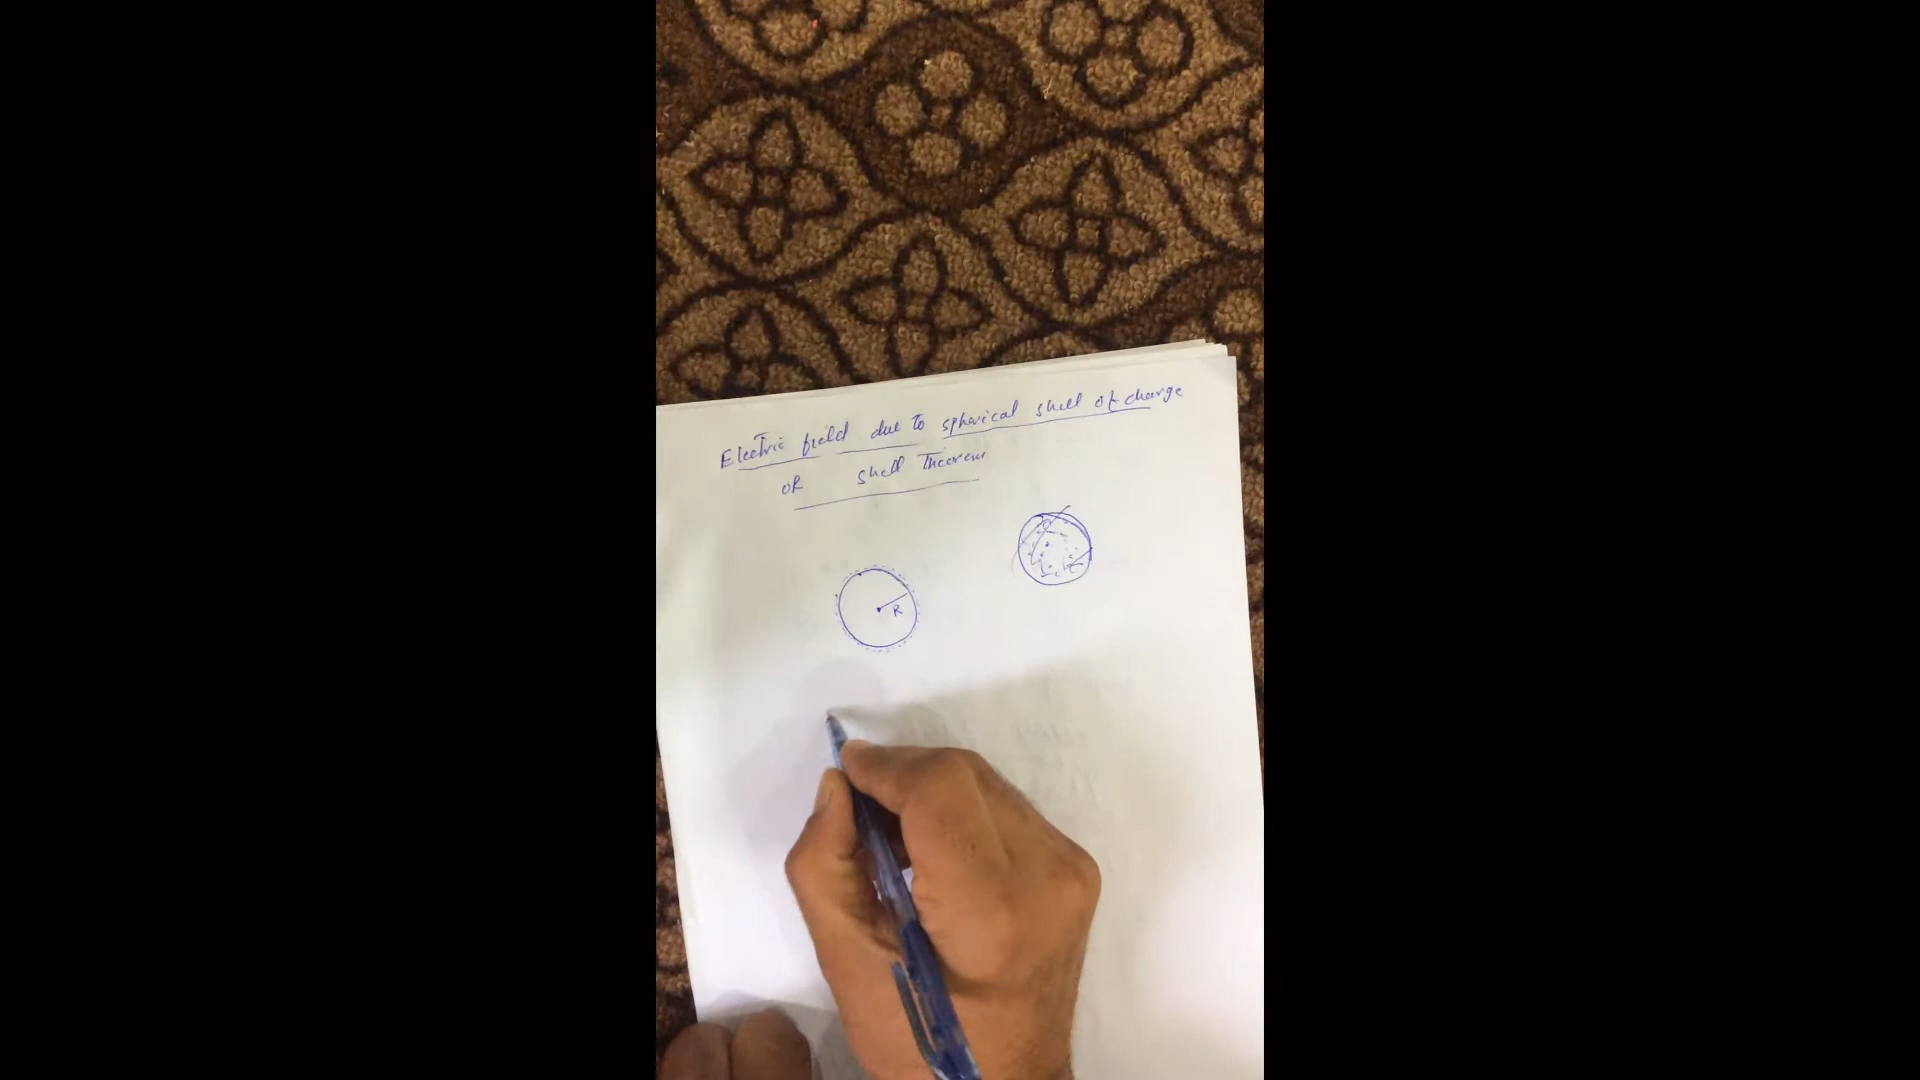 Electric field due to spherical shell of charge
OR shell Theorem
R